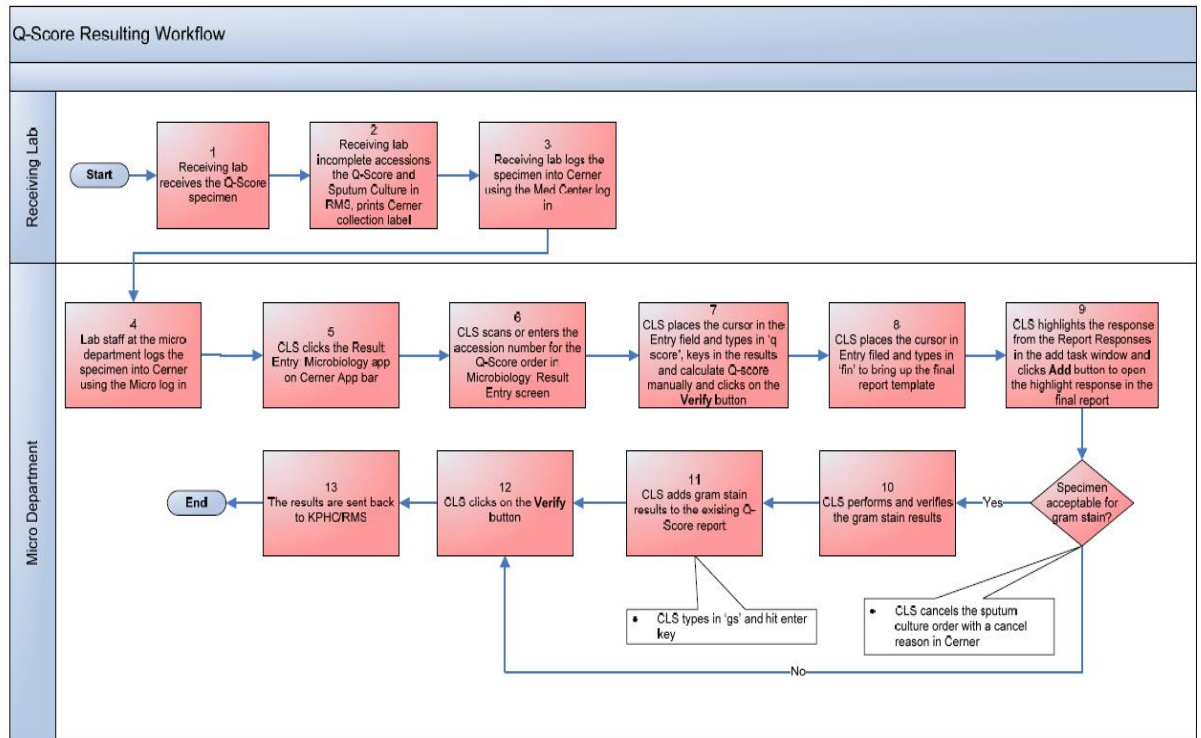 Q-Score Resulting Workflow
Receiving Lab
Start
1
Receiving lab
receives the Q-Score
specimen
2
Receiving lab
incomplete accessions
the Q-Score and
Sputum Culture in
RMS, prints Cerner
collection label
3
Receiving lab logs the
specimen into Cerner
using the Med Center log
in
Micro Department
4
Lab staff at the micro
department logs the
specimen into Cerner
using the Micro log in
5
CLS clicks the Result
Entry Microbiology app
on Cerner App bar
6
CLS scans or enters the
accession number for the
Q-Score order in
Microbiology Result
Entry screen
7
CLS places the cursor in the
Entry field and types in 'q
score', keys in the results
and calculate Q-score
manually and clicks on the
Verify button
8
CLS places the cursor in
Entry filed and types in
'fin' to bring up the final
report template
9
CLS highlights the response
from the Report Responses
in the add task window and
clicks Add button to open
the highlight response in the
final report
Specimen
acceptable for
gram stain?
Yes
10
CLS performs and verifies
the gram stain results
11
CLS adds gram stain
results to the existing Q-
Score report
12
CLS clicks on the Verify
button
13
The results are sent back
to KPHC/RMS
End
• CLS types in 'gs' and hit enter
key
• CLS cancels the sputum
culture order with a cancel
reason in Cerner
No